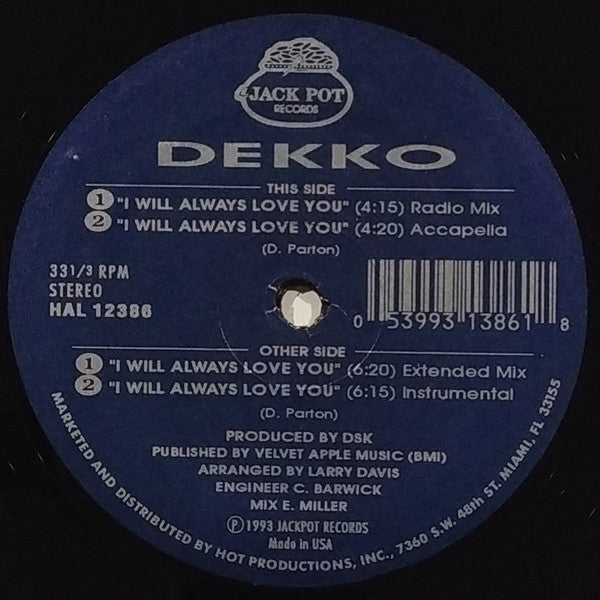 JACK POT
RECORDS
DEKKO
THIS SIDE
1 "I WILL ALWAYS LOVE YOU" (4:15) Radio Mix
2 "I WILL ALWAYS LOVE YOU" (4:20) Accapella
(D. Parton)
331/3 RPM
STEREO
HAL 12386
0 53993 13861 8
OTHER SIDE
1 "I WILL ALWAYS LOVE YOU" (6:20) Extended Mix
2 "I WILL ALWAYS LOVE YOU" (6:15) Instrumental
(D. Parton)
PRODUCED BY DSK
PUBLISHED BY VELVET APPLE MUSIC (BMI)
ARRANGED BY LARRY DAVIS
ENGINEER C. BARWICK
MIX E. MILLER
℗ 1993 JACKPOT RECORDS
Made in USA
MARKETED AND DISTRIBUTED BY HOT PRODUCTIONS, INC., 7360 S.W. 48th ST. MIAMI, FL 33155